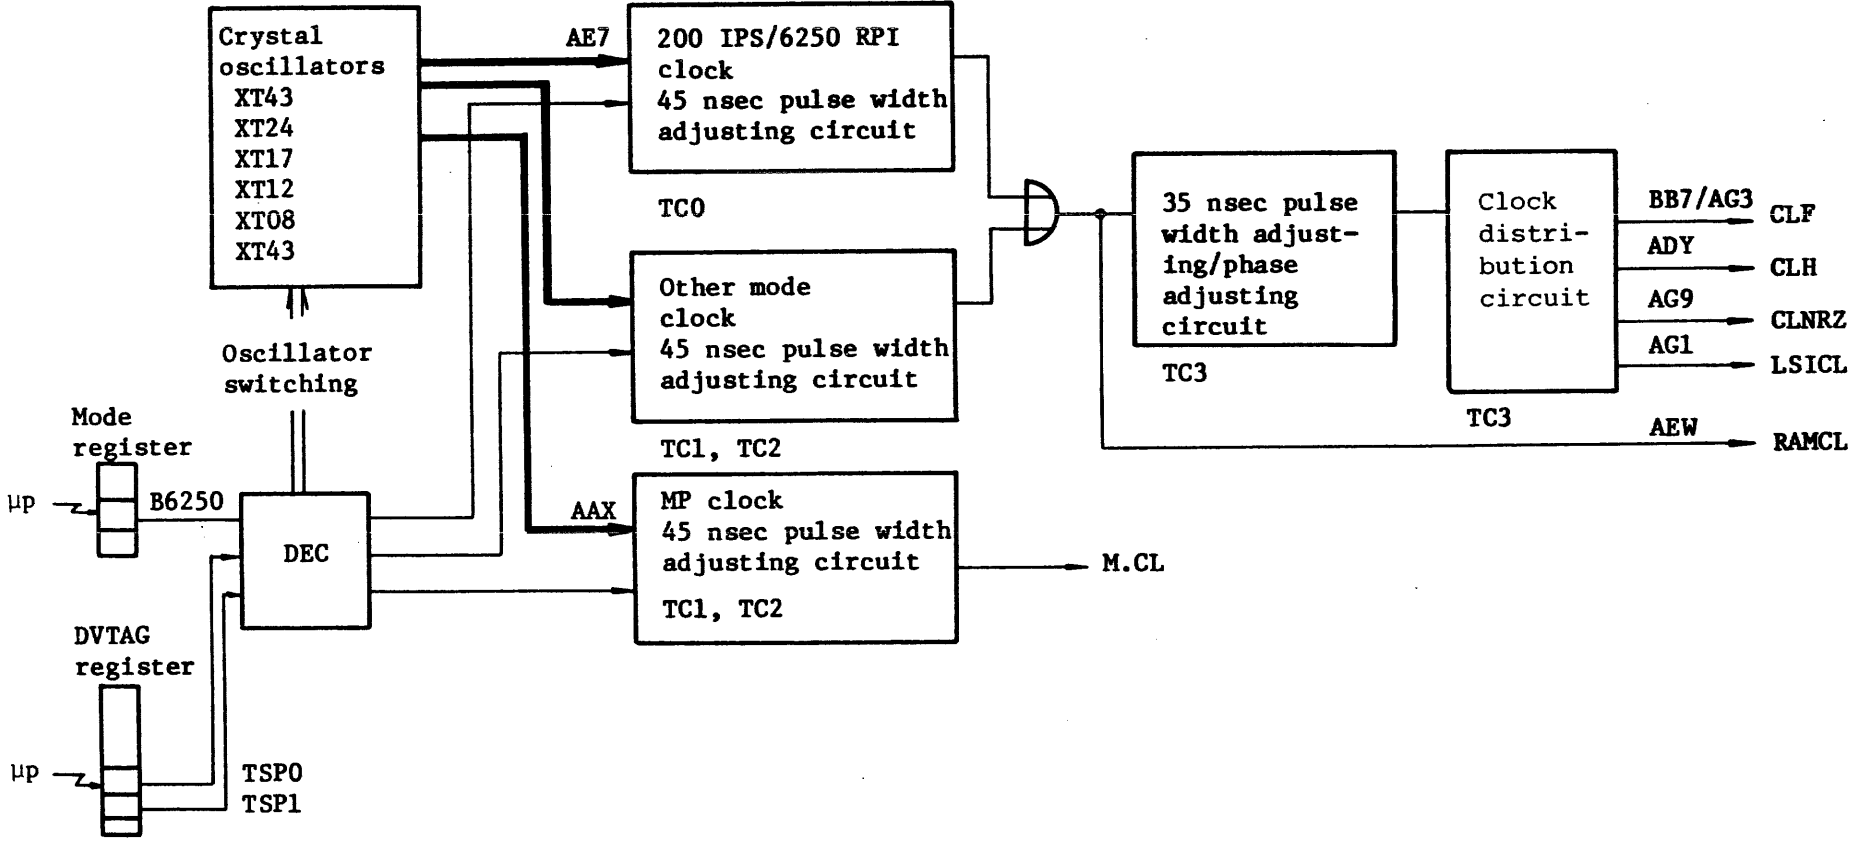 Crystal
oscillators
XT43
XT24
XT17
XT12
XT08
XT43
AE7
200 IPS/6250 RPI
clock
45 nsec pulse width
adjusting circuit
TC0
Other mode
clock
45 nsec pulse width
adjusting circuit
TC1, TC2
AAX
MP clock
45 nsec pulse width
adjusting circuit
TC1, TC2
M.CL
35 nsec pulse
width adjust-
ing/phase
adjusting
circuit
TC3
Clock
distri-
bution
circuit
TC3
BB7/AG3 CLF
ADY CLH
AG9 CLNRZ
AG1 LSICL
AEW RAMCL
Oscillator
switching
Mode
register
μp
B6250
DEC
DVTAG
register
μp
TSP0
TSP1